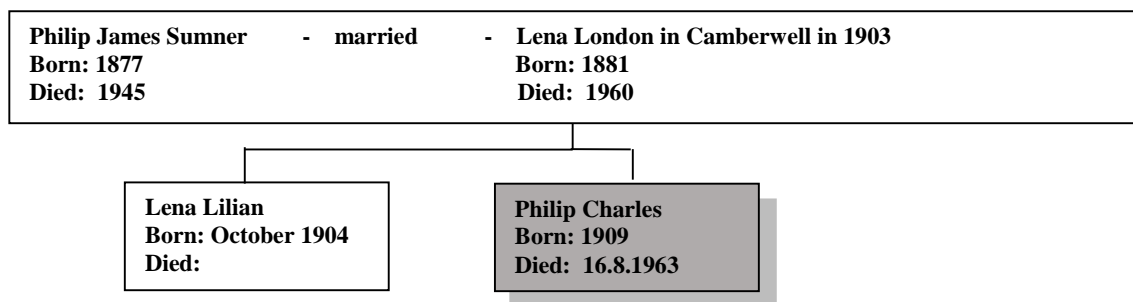 Philip James Sumner - married - Lena London in Camberwell in 1903
Born: 1877 Born: 1881
Died: 1945 Died: 1960
Lena Lilian
Born: October 1904
Died:
Philip Charles
Born: 1909
Died: 16.8.1963